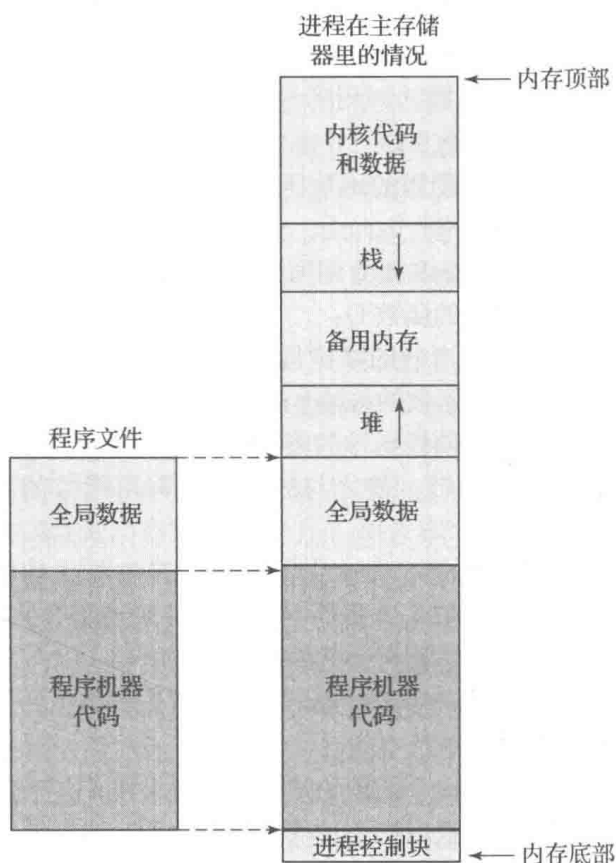 进程在主存储
器里的情况
内存顶部
内核代码
和数据
栈
备用内存
堆
程序文件
全局数据
全局数据
程序机器
代码
程序机器
代码
进程控制块
内存底部